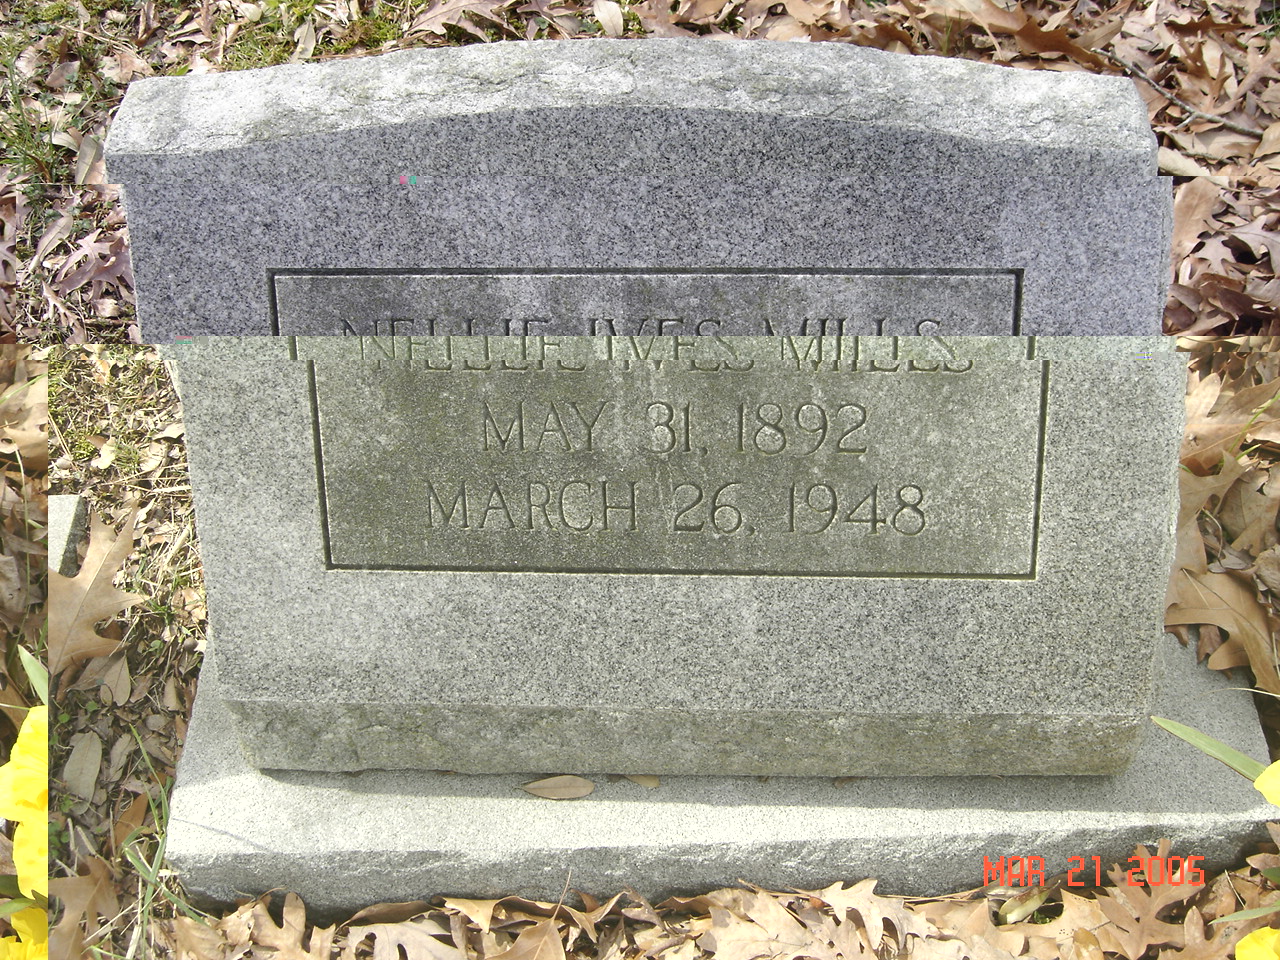 NELLIE IVES MILLS
MAY 31, 1892
MARCH 26, 1948
MAR 21 2005